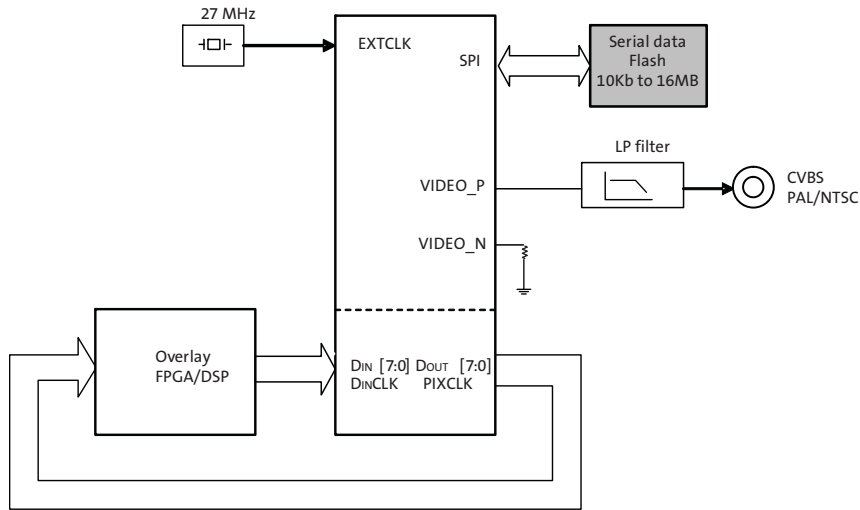 27 MHz
EXTCLK
SPI
Serial data
Flash
10Kb to 16MB
LP filter
VIDEO_P
CVBS
PAL/NTSC
VIDEO_N
Overlay
FPGA/DSP
DIN [7:0] DOUT [7:0]
DINCLK PIXCLK